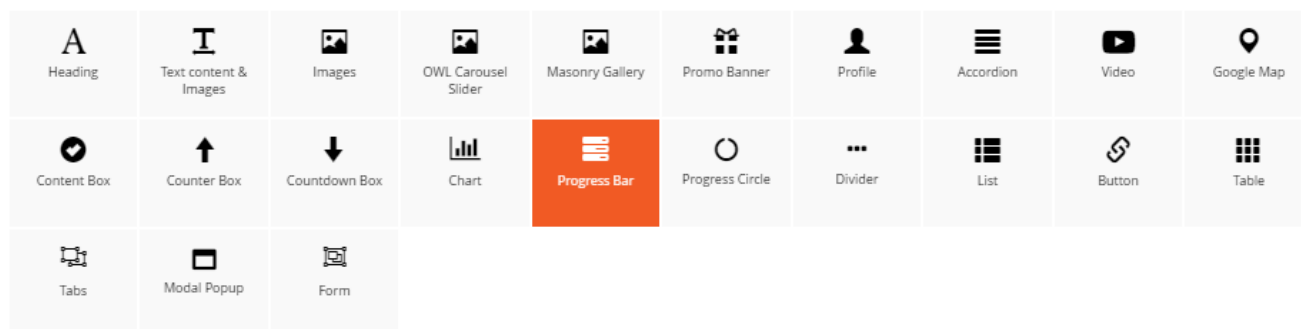 Heading
Text content &
Images
Images
OWL Carousel
Slider
Masonry Gallery
Promo Banner
Profile
Accordion
Video
Google Map
Content Box
Counter Box
Countdown Box
Chart
Progress Bar
Progress Circle
Divider
List
Button
Table
Tabs
Modal Popup
Form